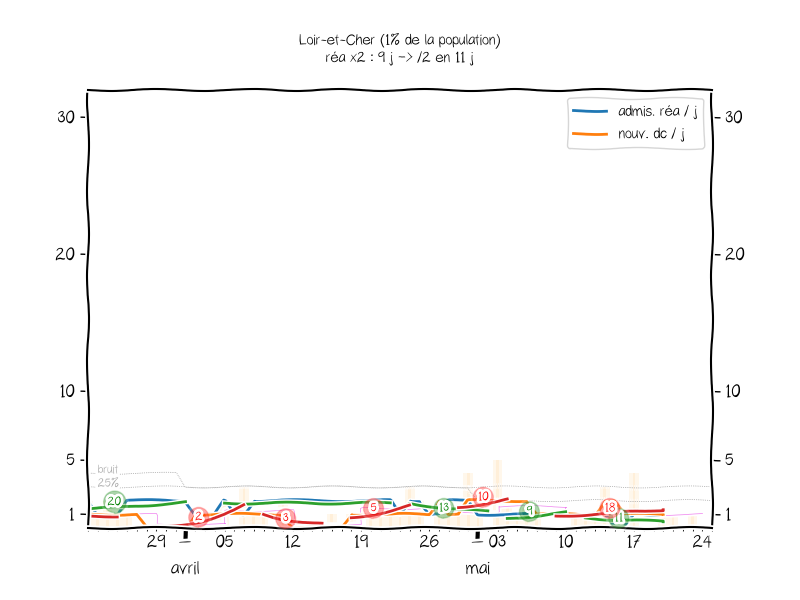 Loir-et-Cher (1% de la population)
réa x2 : 9 j -> /2 en 11 j
admis. réa / j
nouv. dc / j
30 30
20 20
10 10
5 5
1 1
bruit
25%
20 2 3 5 13 10 9 18 11
29 05 12 19 26 03 10 17 24
avril mai